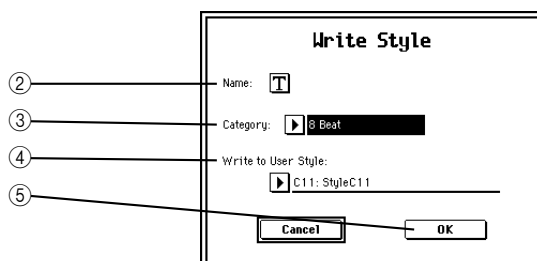 Write Style
② Name: T
③ Category: 8 Beat
④ Write to User Style:
C11: StyleC11
⑤ Cancel OK